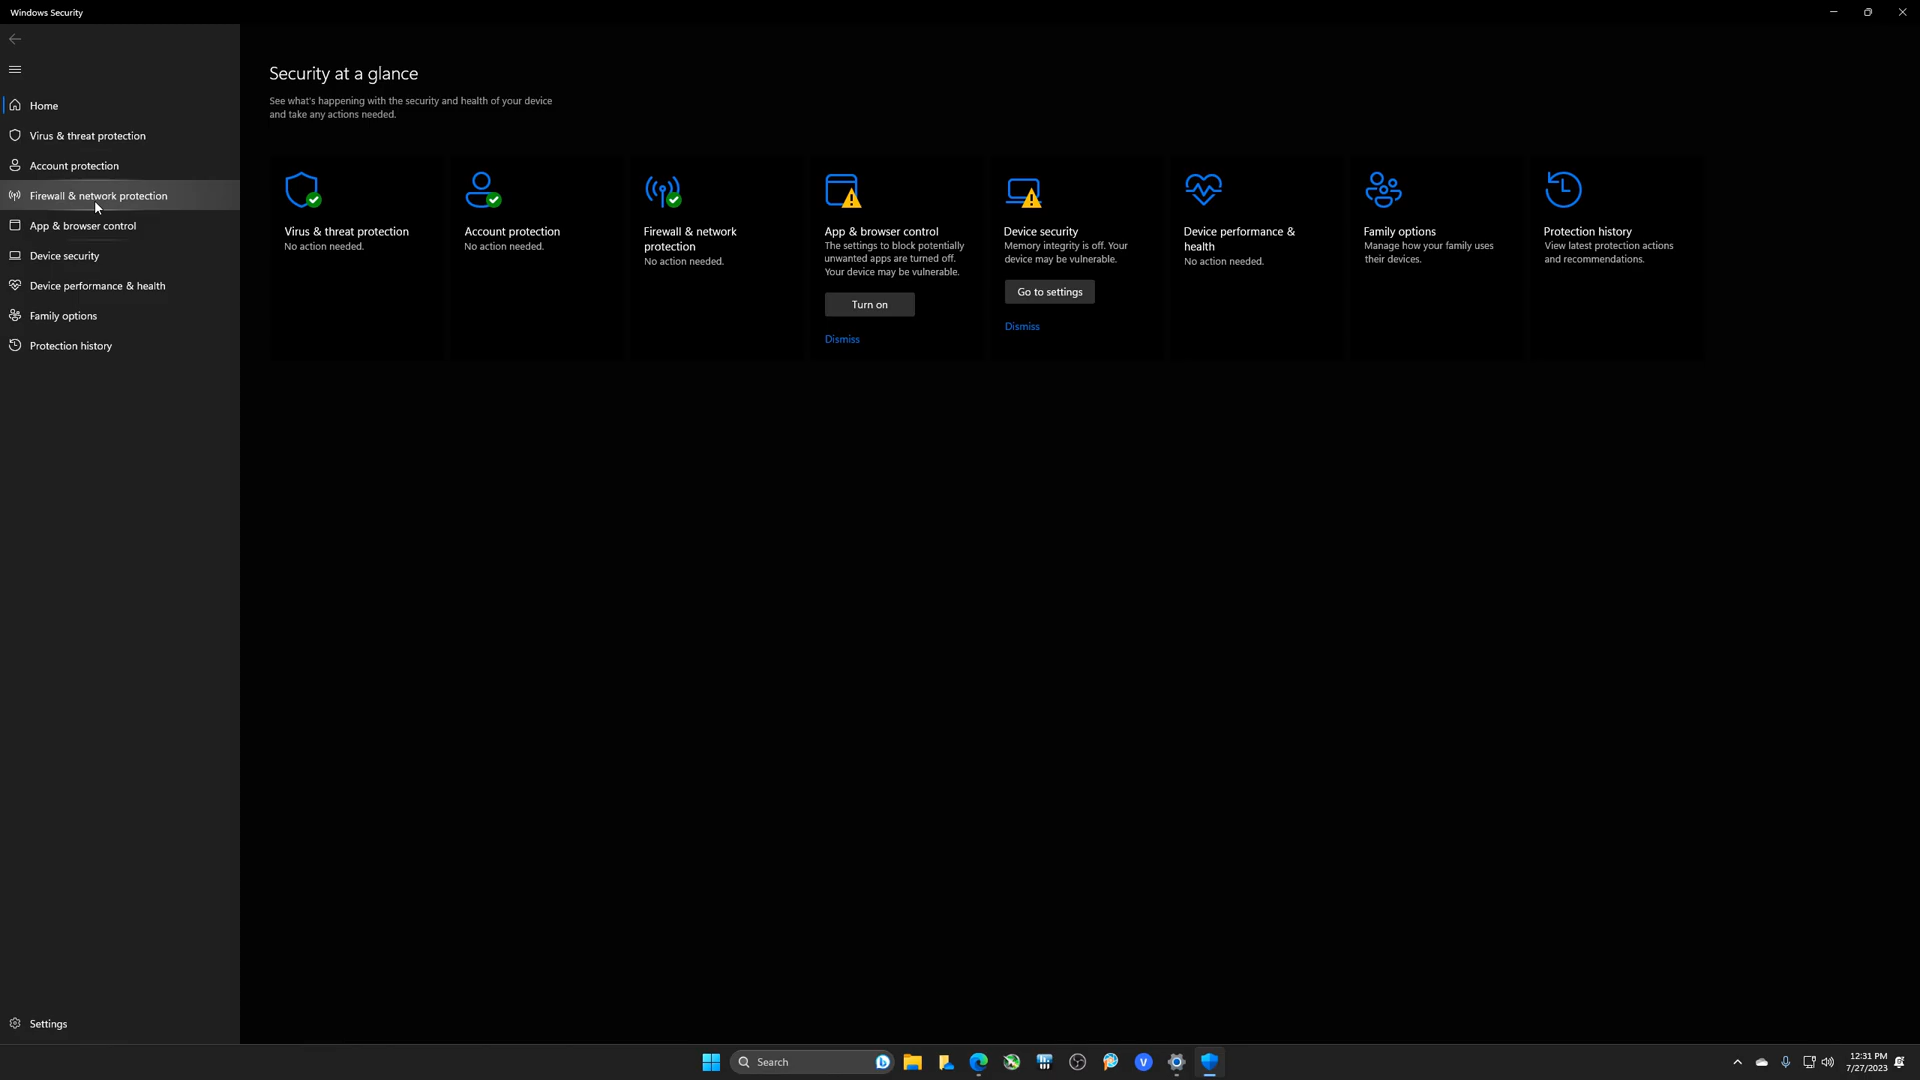 Windows Security
Home
Virus & threat protection
Account protection
Firewall & network protection
App & browser control
Device security
Device performance & health
Family options
Protection history
Settings
Security at a glance
See what's happening with the security and health of your device
and take any actions needed.
Virus & threat protection
No action needed.
Account protection
No action needed.
Firewall & network
protection
No action needed.
App & browser control
The settings to block potentially
unwanted apps are turned off.
Your device may be vulnerable.
Turn on
Dismiss
Device security
Memory integrity is off. Your
device may be vulnerable.
Go to settings
Dismiss
Device performance &
health
No action needed.
Family options
Manage how your family uses
their devices.
Protection history
View latest protection actions
and recommendations.
Search
V
12:31 PM
7/27/2023